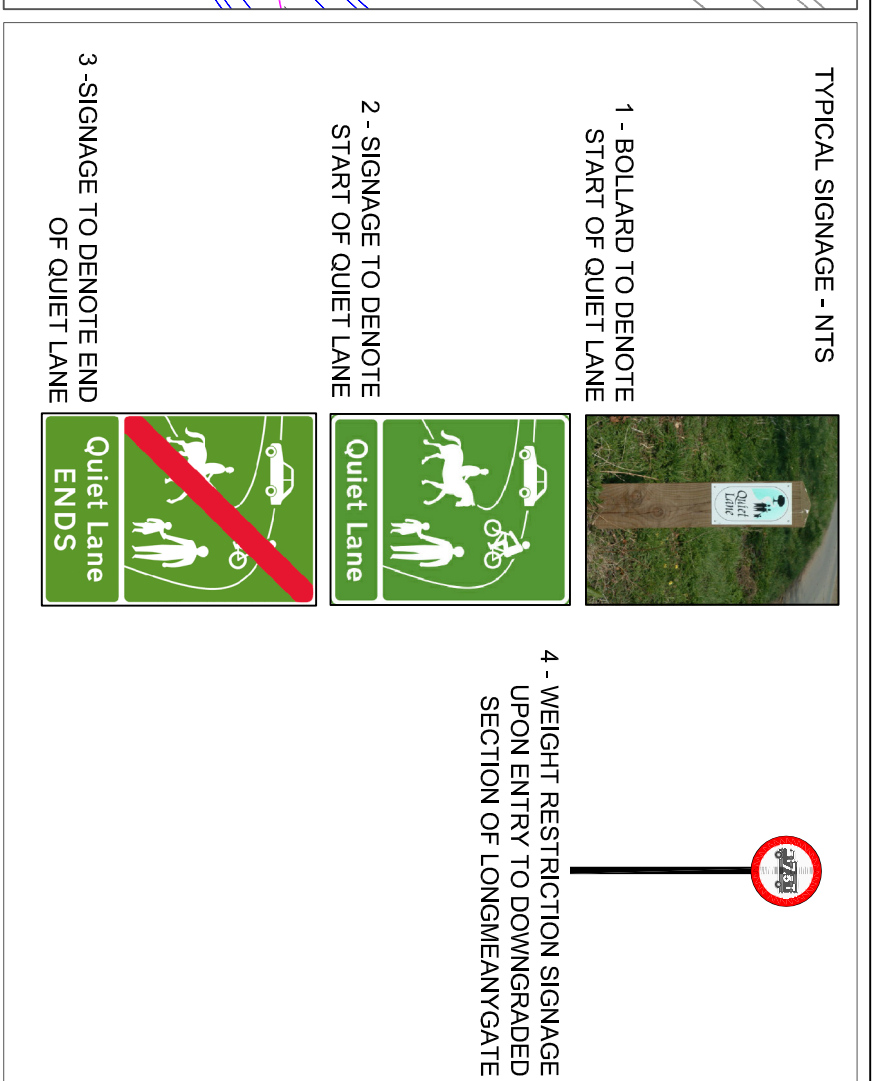 TYPICAL SIGNAGE - NTS
1 - BOLLARD TO DENOTE
START OF QUIET LANE
Quiet
Lane
2 - SIGNAGE TO DENOTE
START OF QUIET LANE
Quiet Lane
3 -SIGNAGE TO DENOTE END
OF QUIET LANE
Quiet Lane
ENDS
4 - WEIGHT RESTRICTION SIGNAGE
UPON ENTRY TO DOWNGRADED
SECTION OF LONGMEANYGATE